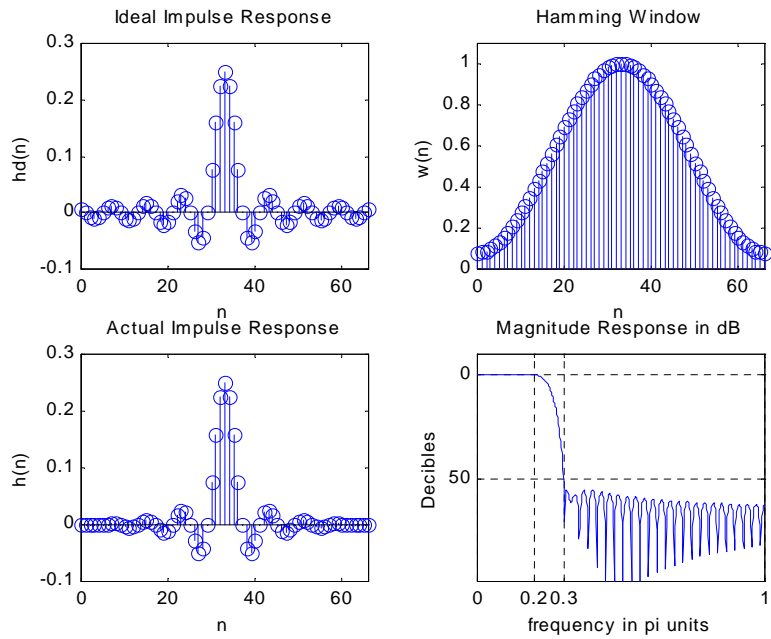 Ideal Impulse Response
0.3
0.2
0.1
0
-0.1
hd(n)
0
20
40
60
n
Hamming Window
1
0.8
0.6
0.4
0.2
0
w(n)
0
20
40
60
n
Actual Impulse Response
0.3
0.2
0.1
0
-0.1
h(n)
0
20
40
60
n
Magnitude Response in dB
0
50
Decibles
0
0.2
0.3
1
frequency in pi units